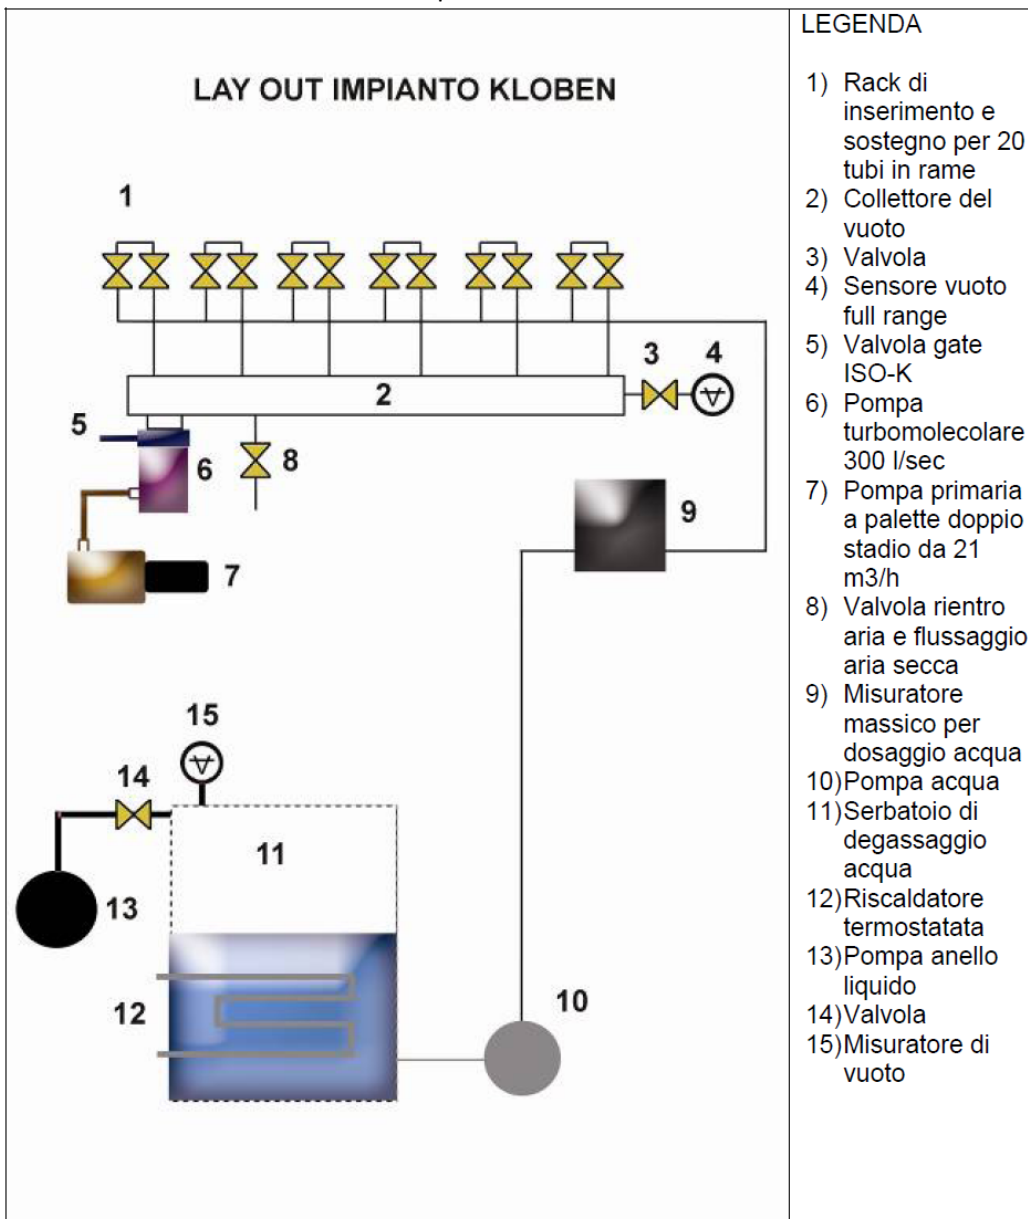 LAY OUT IMPIANTO KLOBEN
1
3
4
2
5
6
8
9
7
15
14
11
13
12
10
LEGENDA
1) Rack di
inserimento e
sostegno per 20
tubi in rame
2) Collettore del
vuoto
3) Valvola
4) Sensore vuoto
full range
5) Valvola gate
ISO-K
6) Pompa
turbomolecolare
300 l/sec
7) Pompa primaria
a palette doppio
stadio da 21
m3/h
8) Valvola rientro
aria e flussaggio
aria secca
9) Misuratore
massico per
dosaggio acqua
10)Pompa acqua
11)Serbatoio di
degassaggio
acqua
12)Riscaldatore
termostatata
13)Pompa anello
liquido
14)Valvola
15)Misuratore di
vuoto